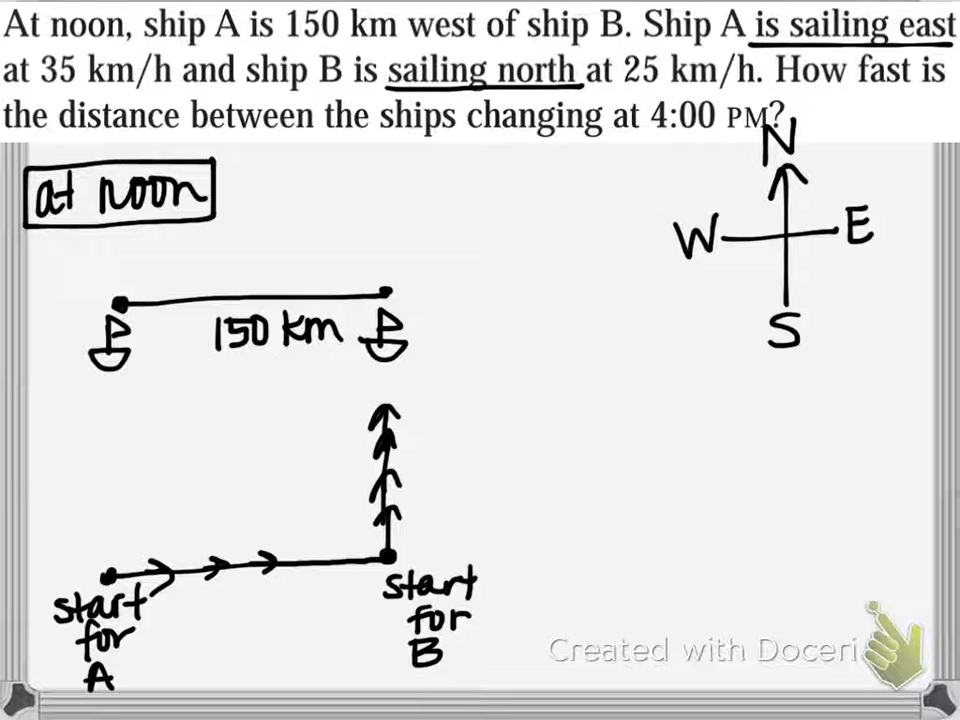 At noon, ship A is 150 km west of ship B. Ship A is sailing east
at 35 km/h and ship B is sailing north at 25 km/h. How fast is
the distance between the ships changing at 4:00 PM?
N
at noon
W E
150 km
S
start
for
A
start
for
B
Created with Doceri